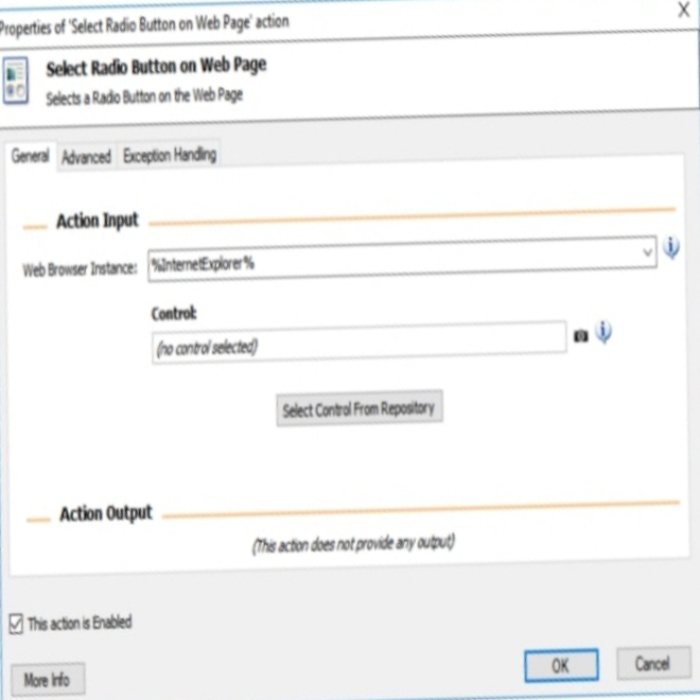 Properties of 'Select Radio Button on Web Page' action
X
Select Radio Button on Web Page
Selects a Radio Button on the Web Page
General Advanced Exception Handling
Action Input
Web Browser Instance: %InternetExplorer%
Control:
(no control selected)
Select Control From Repository
Action Output
(This action does not provide any output)
This action is Enabled
More Info OK Cancel